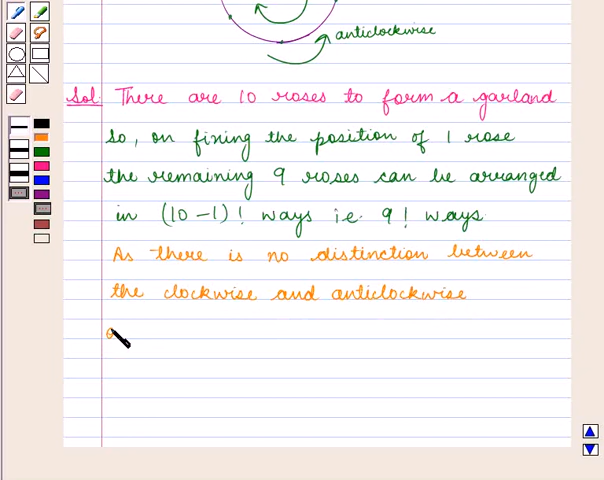 anticlockwise
Sol. There are 10 roses to form a garland
So, on fixing the position of 1 rose
the remaining 9 roses can be arranged
in (10-1)! ways i.e. 9! ways
As there is no distinction between
the clockwise and anticlockwise